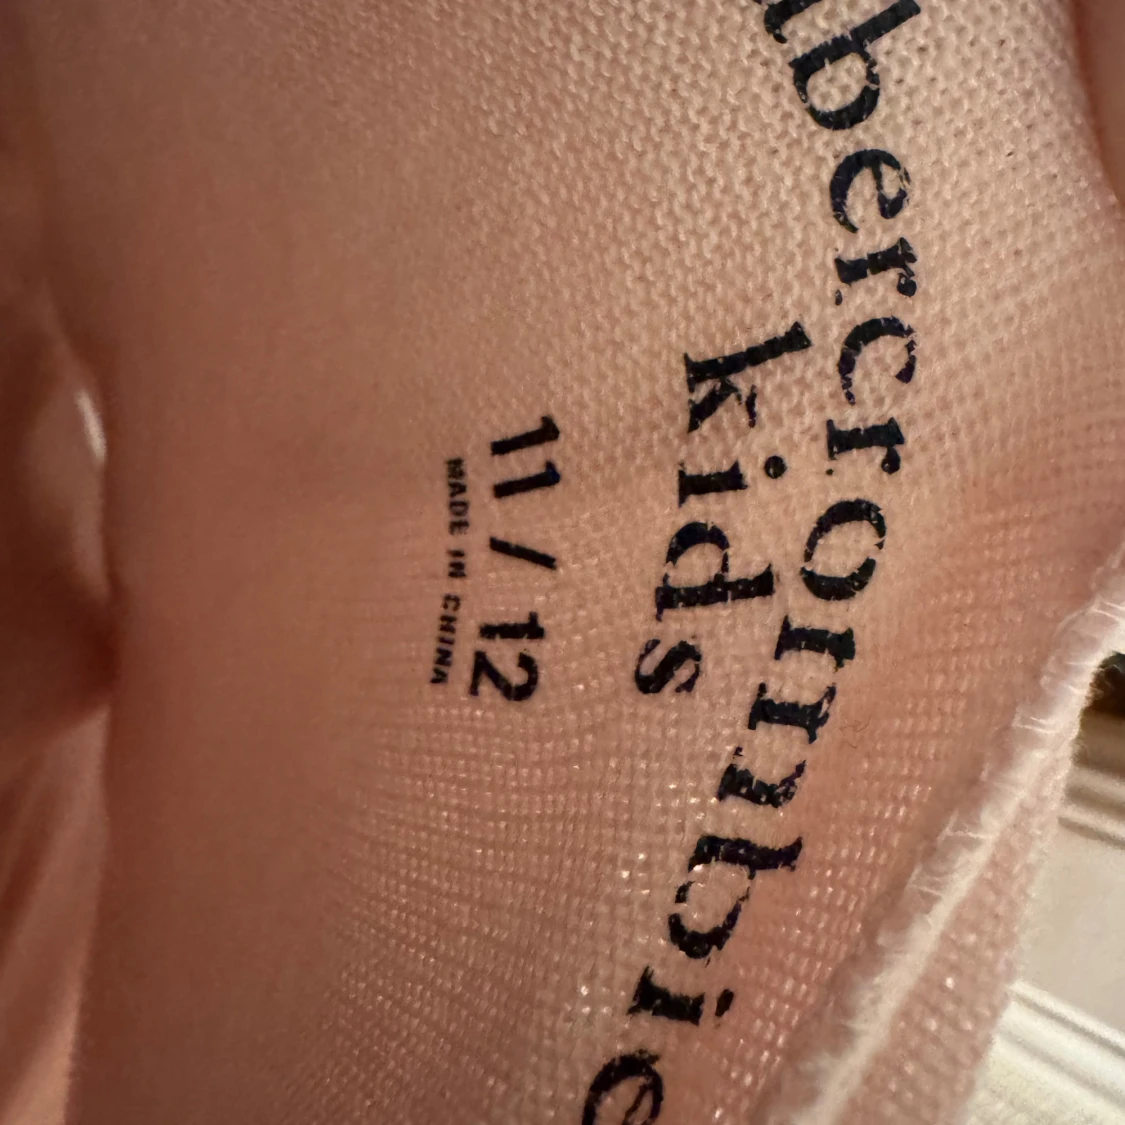 abercrombie
kids
11 / 12
MADE IN CHINA